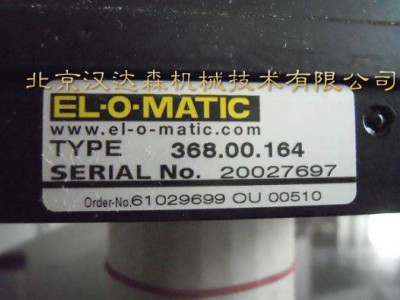 北京汉达森机械技术有限公司
EL-O-MATIC
www.el-o-matic.com
TYPE 368.00.164
SERIAL No. 20027697
Order-No.61029699 OU 00510